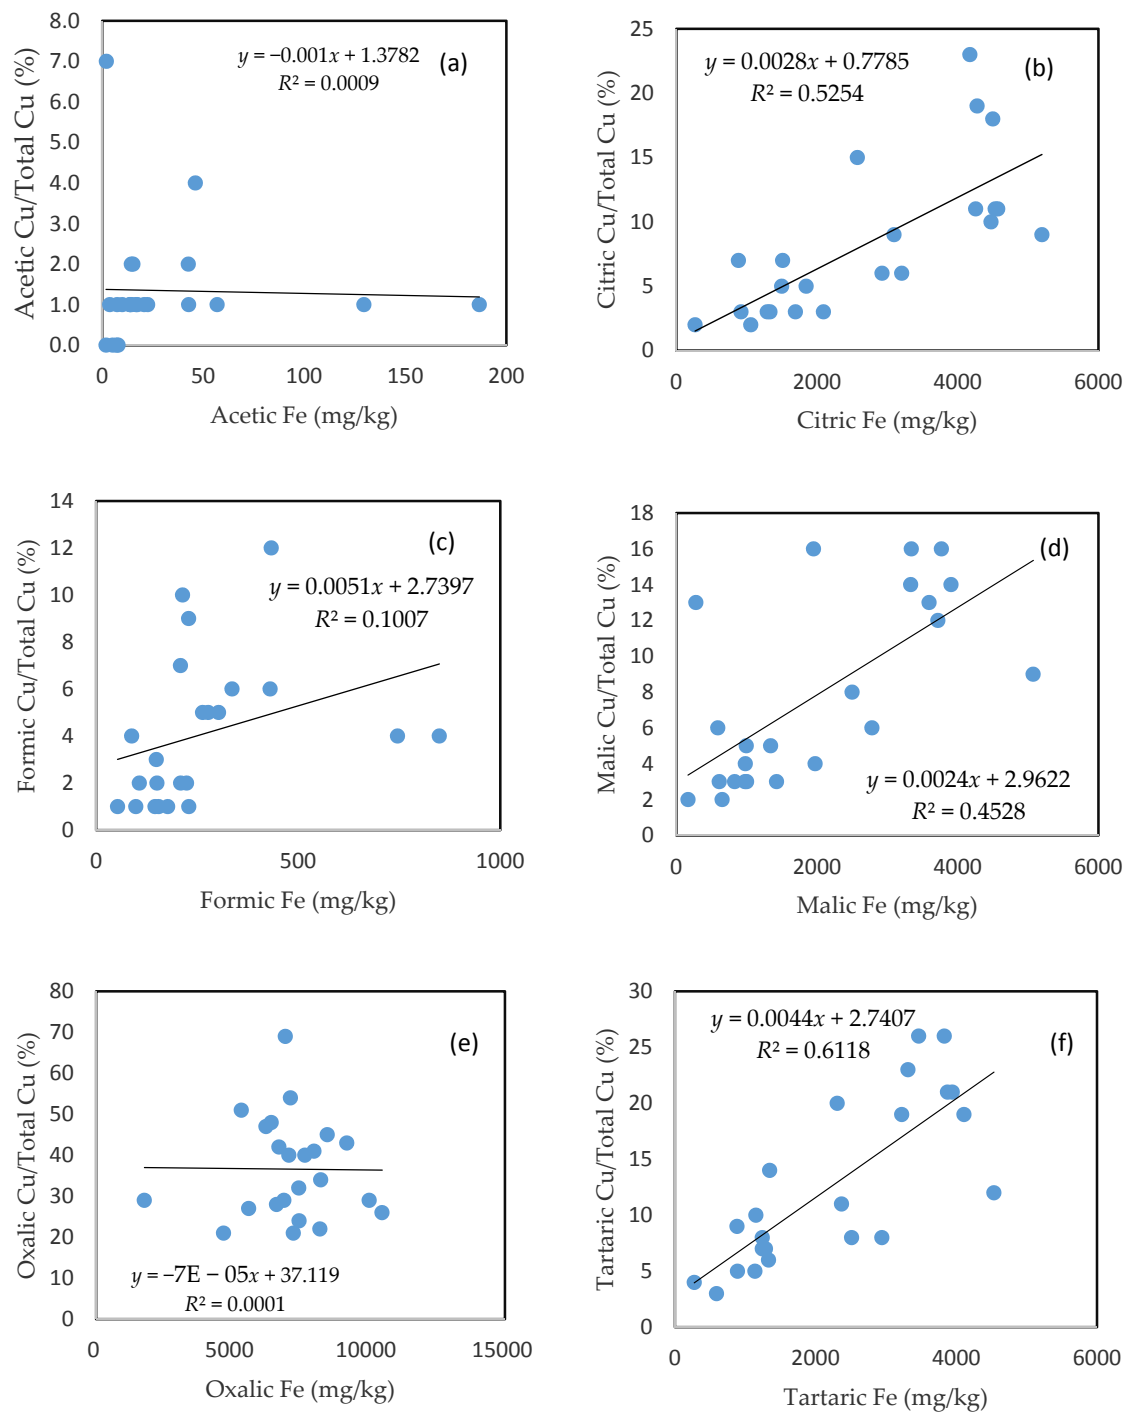 8.0
7.0
6.0
5.0
4.0
3.0
2.0
1.0
0.0
Acetic Cu/Total Cu (%)
y = −0.001x + 1.3782
R² = 0.0009
(a)
0 50 100 150 200
Acetic Fe (mg/kg)
25
20
15
10
5
0
Citric Cu/Total Cu (%)
y = 0.0028x + 0.7785
R² = 0.5254
(b)
0 2000 4000 6000
Citric Fe (mg/kg)
14
12
10
8
6
4
2
0
Formic Cu/Total Cu (%)
(c)
y = 0.0051x + 2.7397
R² = 0.1007
0 500 1000
Formic Fe (mg/kg)
18
16
14
12
10
8
6
4
2
0
Malic Cu/Total Cu (%)
(d)
y = 0.0024x + 2.9622
R² = 0.4528
0 2000 4000 6000
Malic Fe (mg/kg)
80
70
60
50
40
30
20
10
0
Oxalic Cu/Total Cu (%)
(e)
y = −7E − 05x + 37.119
R² = 0.0001
0 5000 10000 15000
Oxalic Fe (mg/kg)
30
25
20
15
10
5
0
Tartaric Cu/Total Cu (%)
y = 0.0044x + 2.7407
R² = 0.6118
(f)
0 2000 4000 6000
Tartaric Fe (mg/kg)